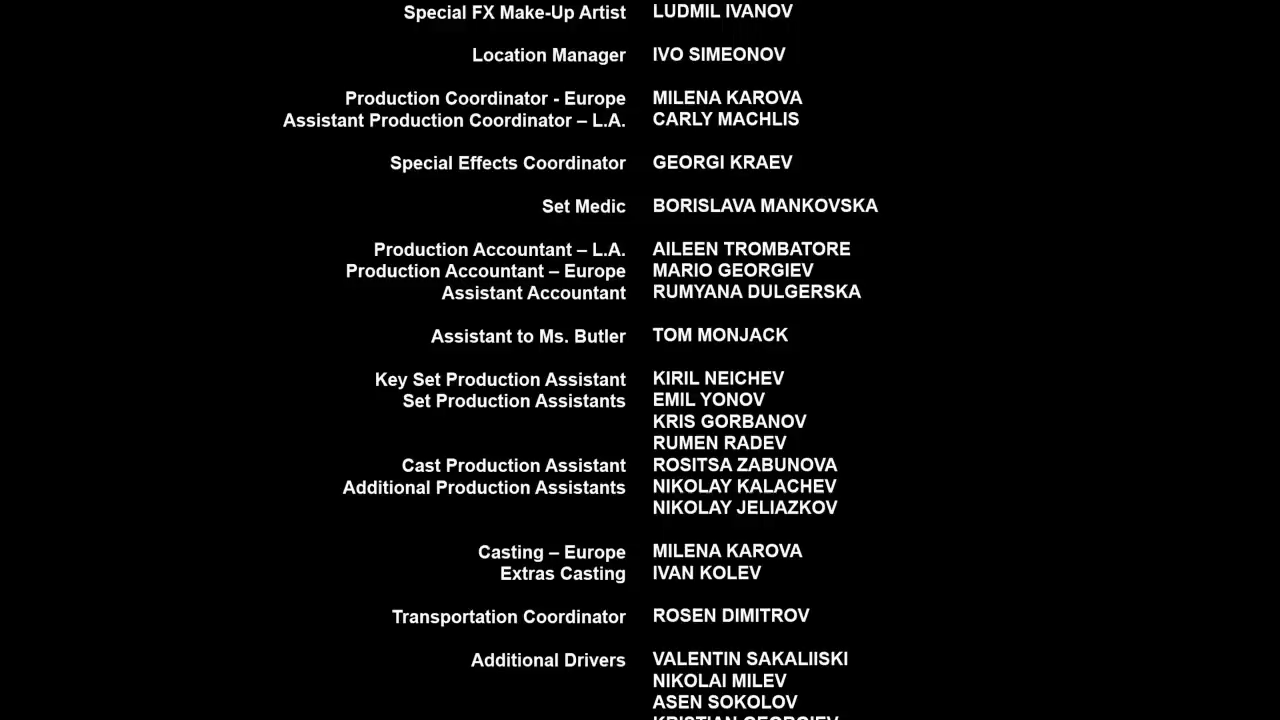 Special FX Make-Up Artist LUDMIL IVANOV
Location Manager IVO SIMEONOV
Production Coordinator - Europe MILENA KAROVA
Assistant Production Coordinator – L.A. CARLY MACHLIS
Special Effects Coordinator GEORGI KRAEV
Set Medic BORISLAVA MANKOVSKA
Production Accountant – L.A. AILEEN TROMBATORE
Production Accountant – Europe MARIO GEORGIEV
Assistant Accountant RUMYANA DULGERSKA
Assistant to Ms. Butler TOM MONJACK
Key Set Production Assistant KIRIL NEICHEV
Set Production Assistants EMIL YONOV
KRIS GORBANOV
RUMEN RADEV
Cast Production Assistant ROSITSA ZABUNOVA
Additional Production Assistants NIKOLAY KALACHEV
NIKOLAY JELIAZKOV
Casting – Europe MILENA KAROVA
Extras Casting IVAN KOLEV
Transportation Coordinator ROSEN DIMITROV
Additional Drivers VALENTIN SAKALIISKI
NIKOLAI MILEV
ASEN SOKOLOV
KRISTIAN GEORGIEV